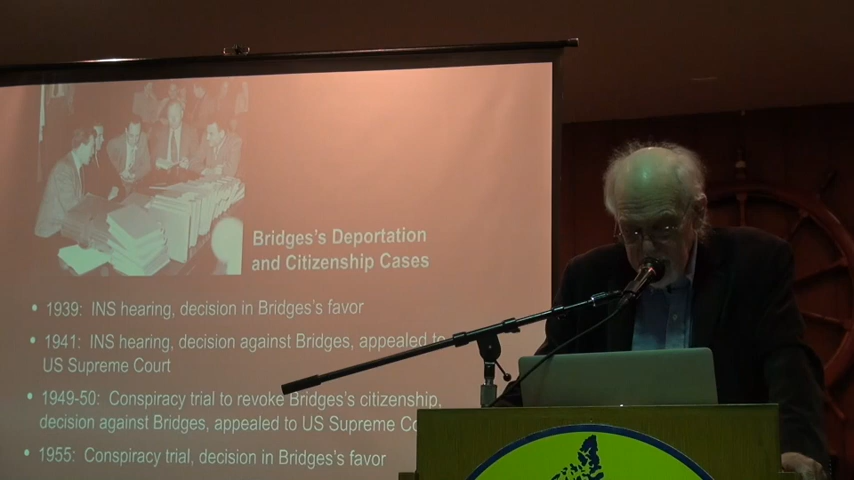 Bridges's Deportation
and Citizenship Cases
• 1939: INS hearing, decision in Bridges's favor
• 1941: INS hearing, decision against Bridges, appealed to
US Supreme Court
• 1949-50: Conspiracy trial to revoke Bridges's citizenship,
decision against Bridges, appealed to US Supreme
• 1955: Conspiracy trial, decision in Bridges's favor